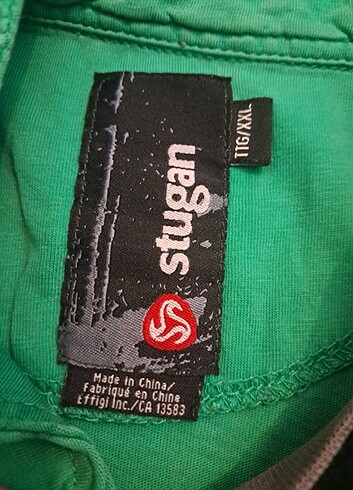 stugan
TTG/XXL
Made in China/
Fabriqué en Chine
Effigi Inc./CA 13583